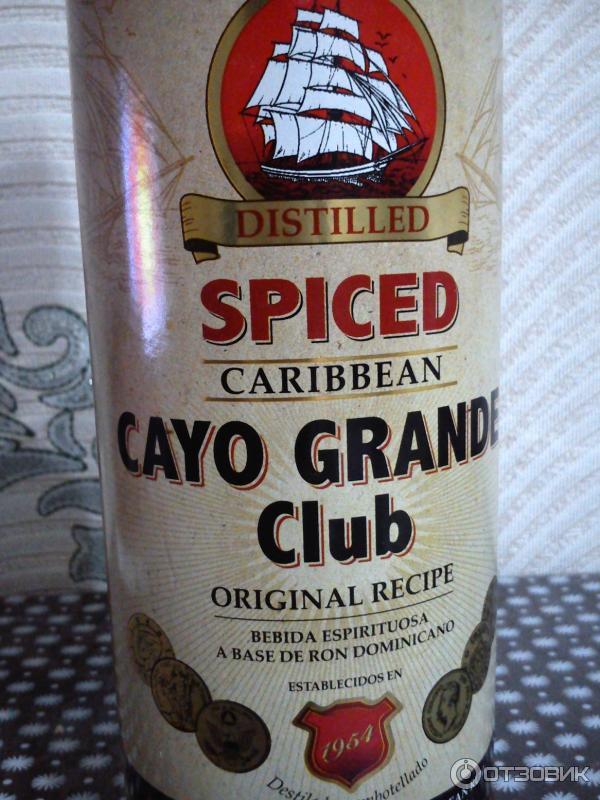 DISTILLED
SPICED
CARIBBEAN
CAYO GRANDE
Club
ORIGINAL RECIPE
BEBIDA ESPIRITUOSA
A BASE DE RON DOMINICANO
ESTABLECIDOS EN
1954
ОТЗОВИК